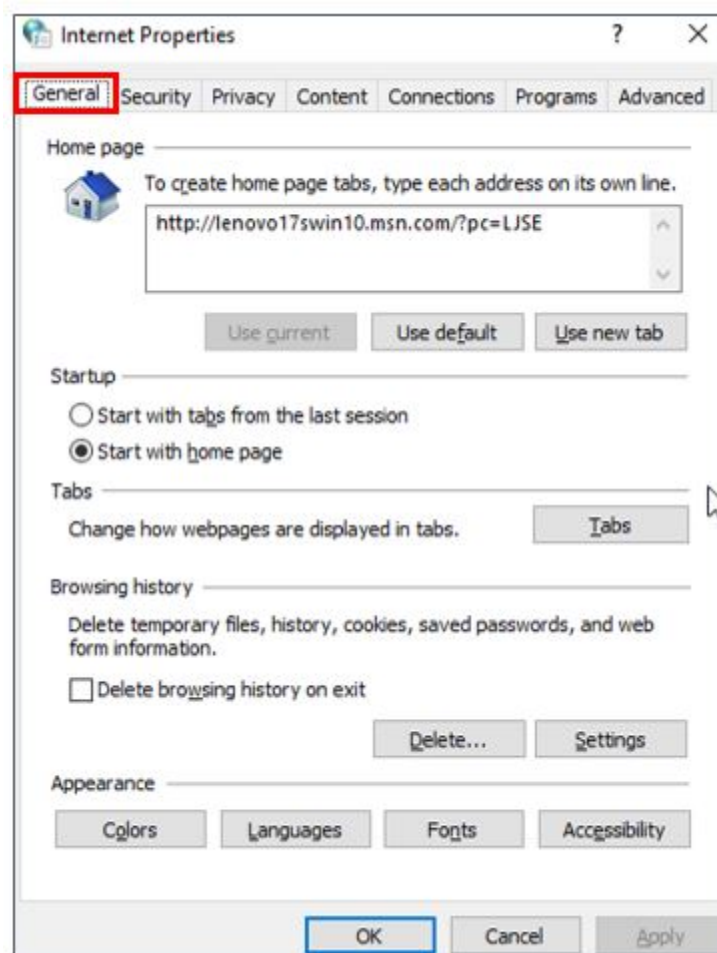 Internet Properties
?
General Security Privacy Content Connections Programs Advanced
Home page
To create home page tabs, type each address on its own line.
http://lenovo17swin10.msn.com/?pc=LJSE
Use current Use default Use new tab
Startup
Start with tabs from the last session
Start with home page
Tabs
Change how webpages are displayed in tabs. Tabs
Browsing history
Delete temporary files, history, cookies, saved passwords, and web
form information.
Delete browsing history on exit
Delete... Settings
Appearance
Colors Languages Fonts Accessibility
OK Cancel Apply